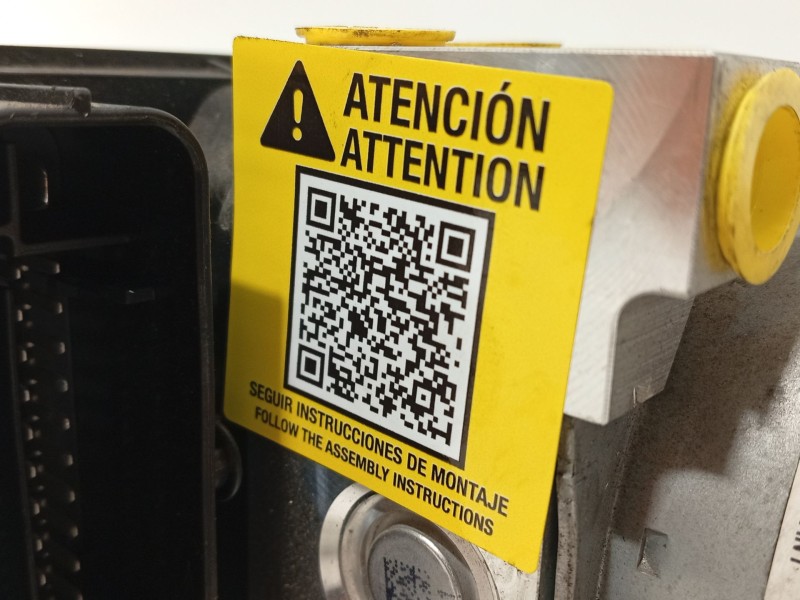 ATENCIÓN
ATTENTION
SEGUIR INSTRUCCIONES DE MONTAJE
FOLLOW THE ASSEMBLY INSTRUCTIONS